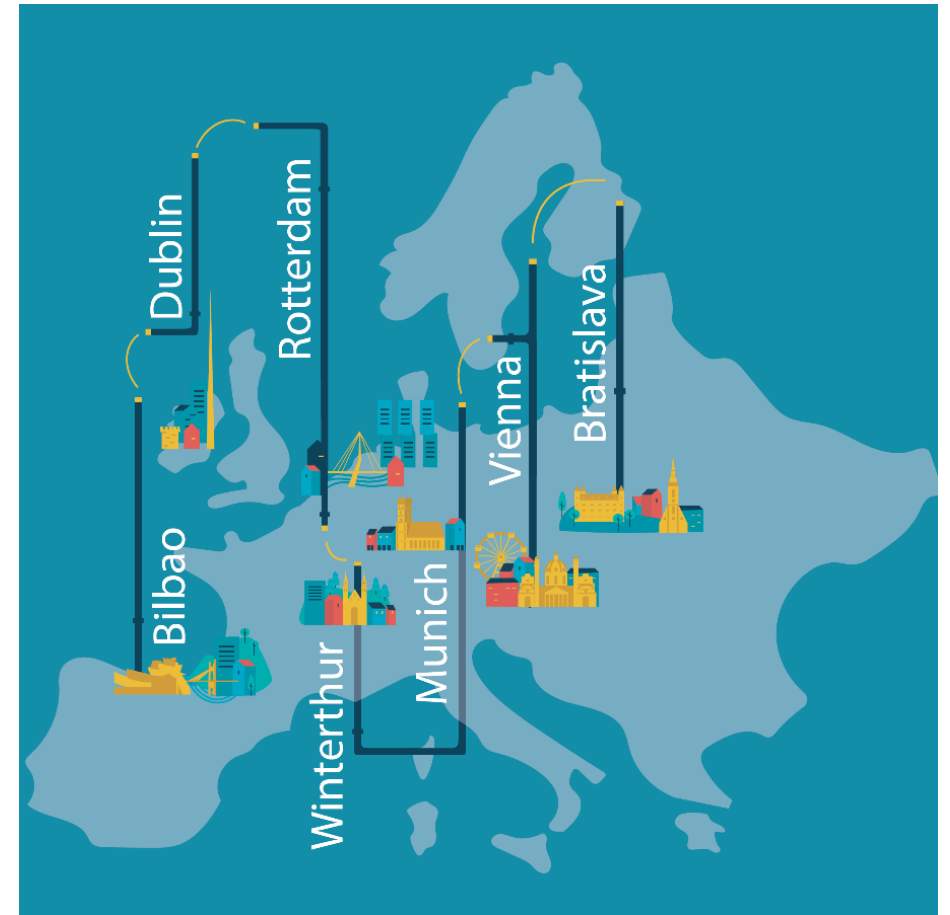 Dublin
Rotterdam
Bilbao
Winterthur
Munich
Vienna
Bratislava